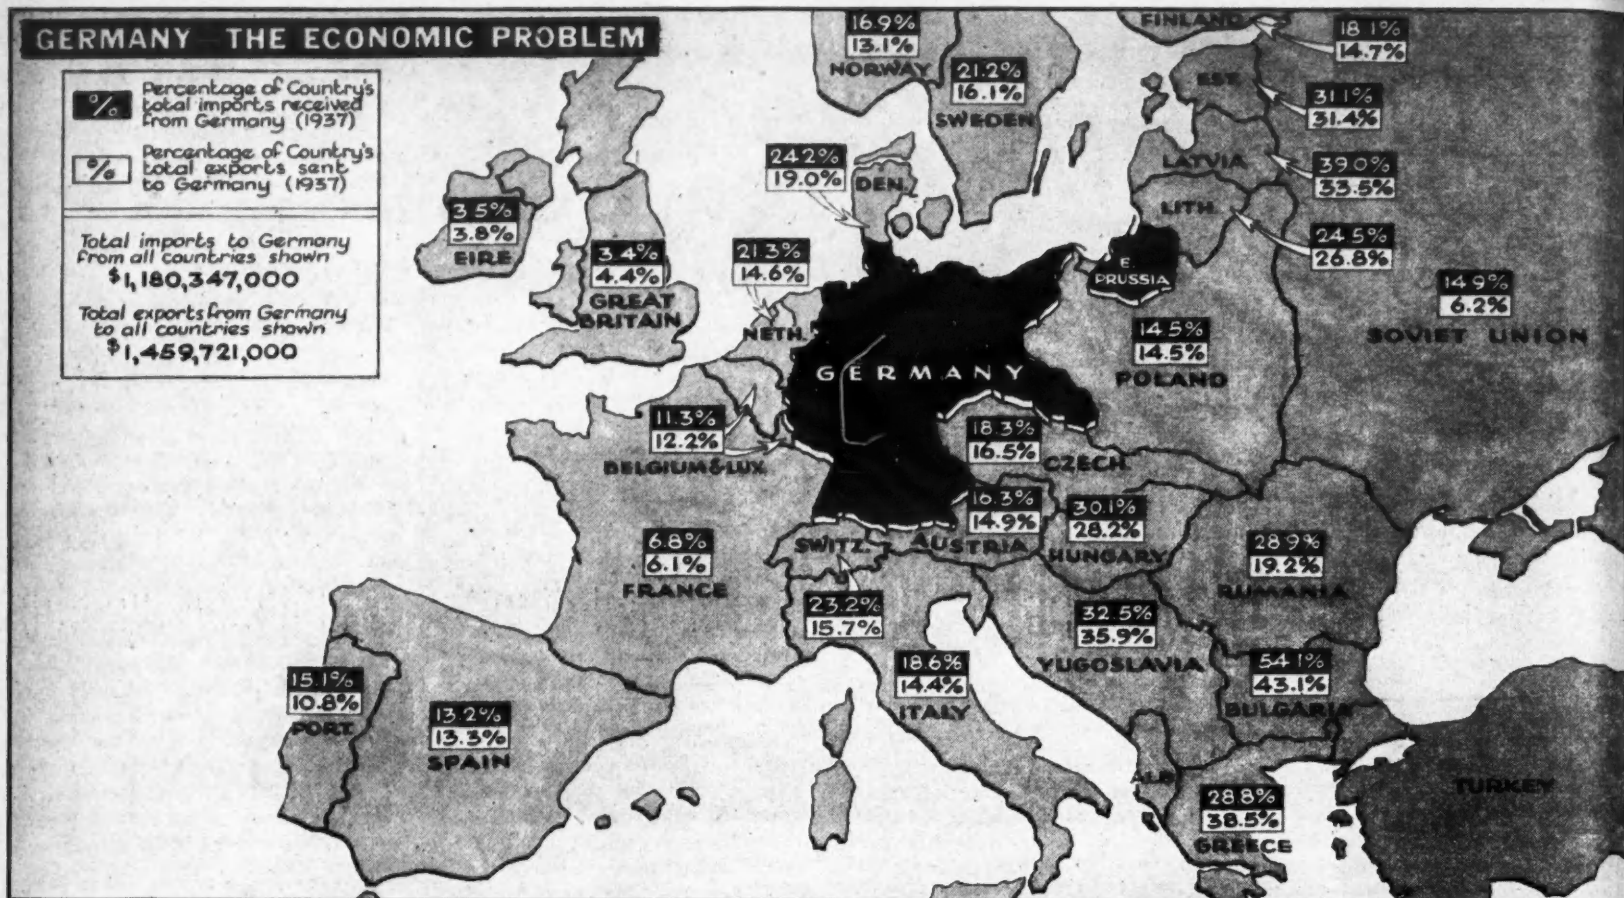 GERMANY—THE ECONOMIC PROBLEM
% Percentage of Country's
total imports received
from Germany (1937)
% Percentage of Country's
total exports sent
to Germany (1937)
Total imports to Germany
from all countries shown
$1,180,347,000
Total exports from Germany
to all countries shown
$1,459,721,000
16.9%
13.1%
NORWAY
21.2%
16.1%
SWEDEN
FINLAND
18.1%
14.7%
EST.
31.1%
31.4%
LATVIA
39.0%
33.5%
LITH.
24.5%
26.8%
24.2%
19.0%
DEN.
3.5%
3.8%
EIRE
3.4%
4.4%
GREAT
BRITAIN
21.3%
14.6%
NETH.
E.
PRUSSIA
GERMANY
14.5%
14.5%
POLAND
14.9%
6.2%
SOVIET UNION
11.3%
12.2%
BELGIUM & LUX.
18.3%
16.5%
CZECH.
16.3%
14.9%
AUSTRIA
30.1%
28.2%
HUNGARY
6.8%
6.1%
FRANCE
SWITZ.
23.2%
15.7%
28.9%
19.2%
RUMANIA
32.5%
35.9%
YUGOSLAVIA
54.1%
43.1%
BULGARIA
15.1%
10.8%
PORT.
13.2%
13.3%
SPAIN
18.6%
14.4%
ITALY
ALB.
28.8%
38.5%
GREECE
TURKEY